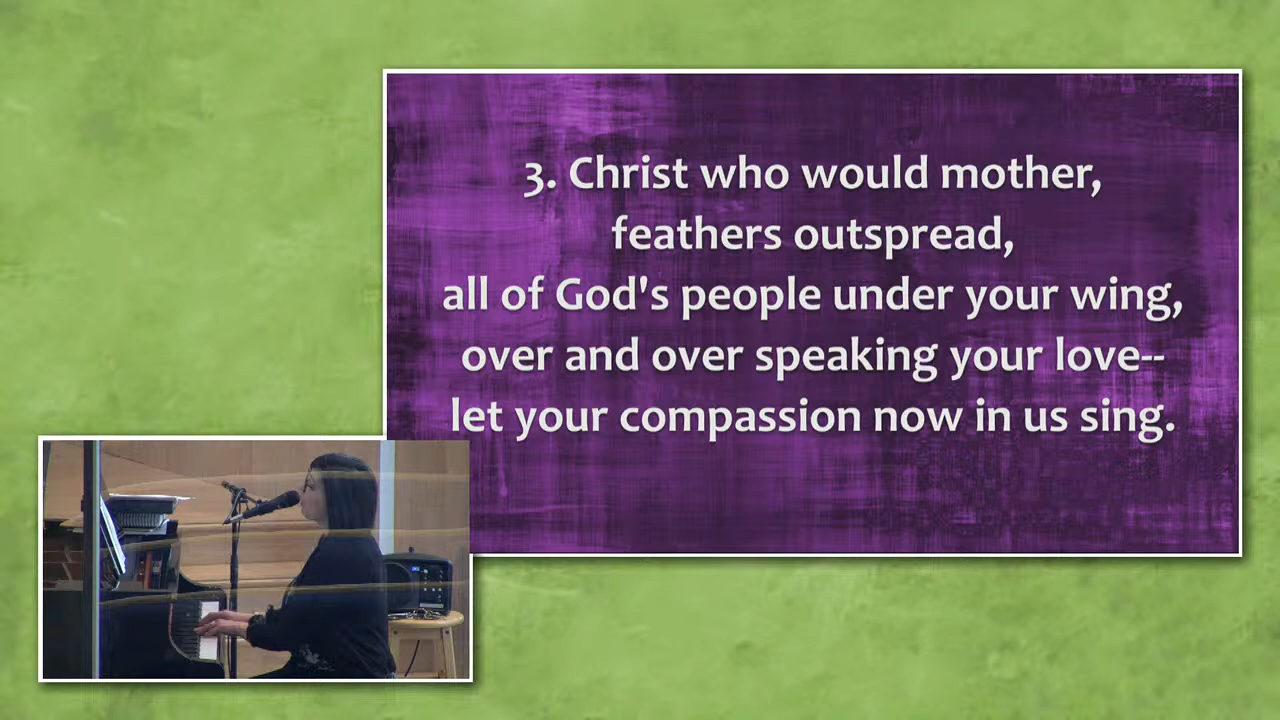 3. Christ who would mother,
feathers outspread,
all of God's people under your wing,
over and over speaking your love--
let your compassion now in us sing.